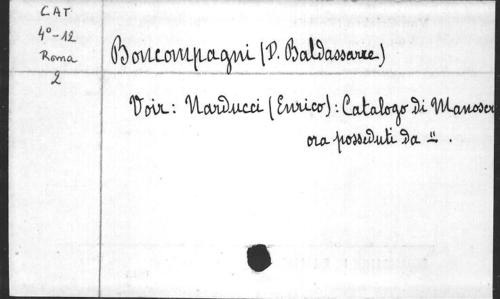 CAT
4°-12
Roma
2
Boncompagni (D. Baldassarre)
Voir: Narducci (Enrico): Catalogo di Manoscr
ora posseduti da " .